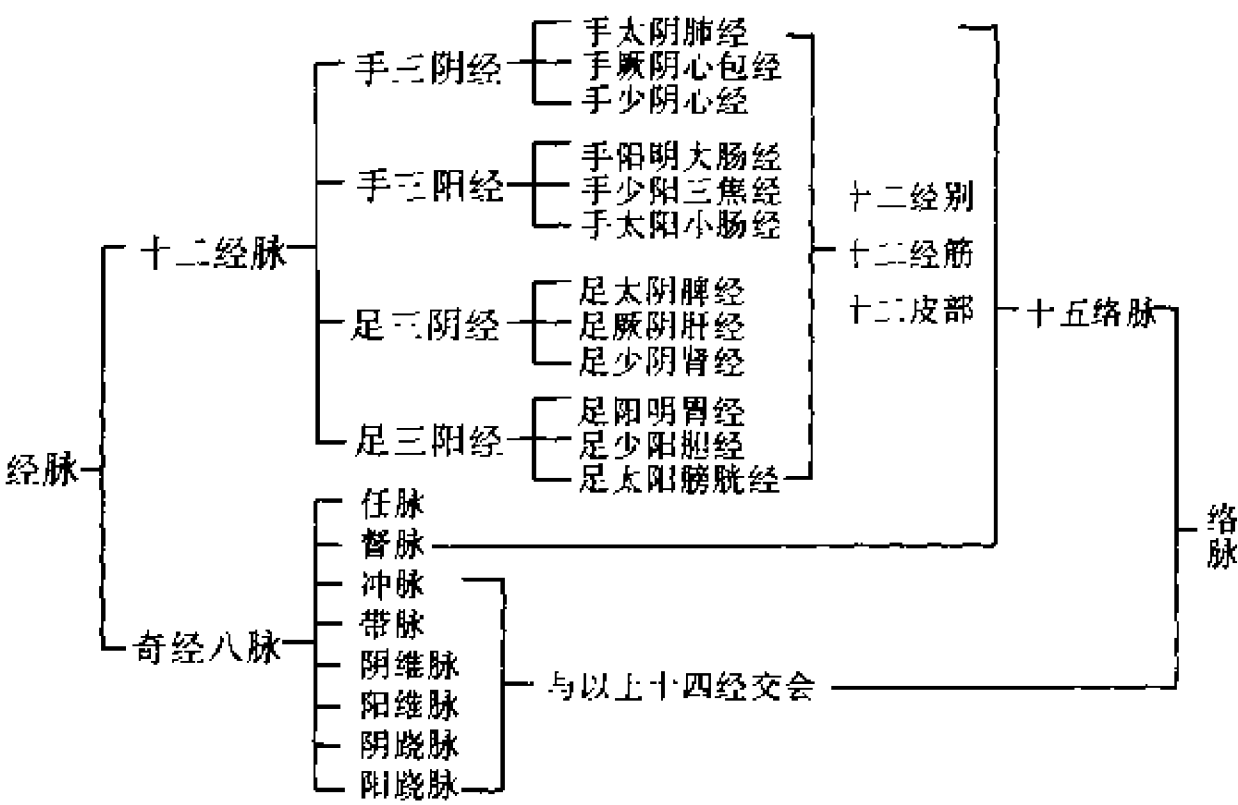 经脉
十二经脉
手三阴经
手太阴肺经
手厥阴心包经
手少阴心经
手三阳经
手阳明大肠经
手少阳三焦经
手太阳小肠经
足三阴经
足太阴脾经
足厥阴肝经
足少阴肾经
足三阳经
足阳明胃经
足少阳胆经
足太阳膀胱经
十二经别
十二经筋
十二皮部
奇经八脉
任脉
督脉
冲脉
带脉
阴维脉
阳维脉
阴跷脉
阳跷脉
与以上十四经交会
十五络脉
络
脉